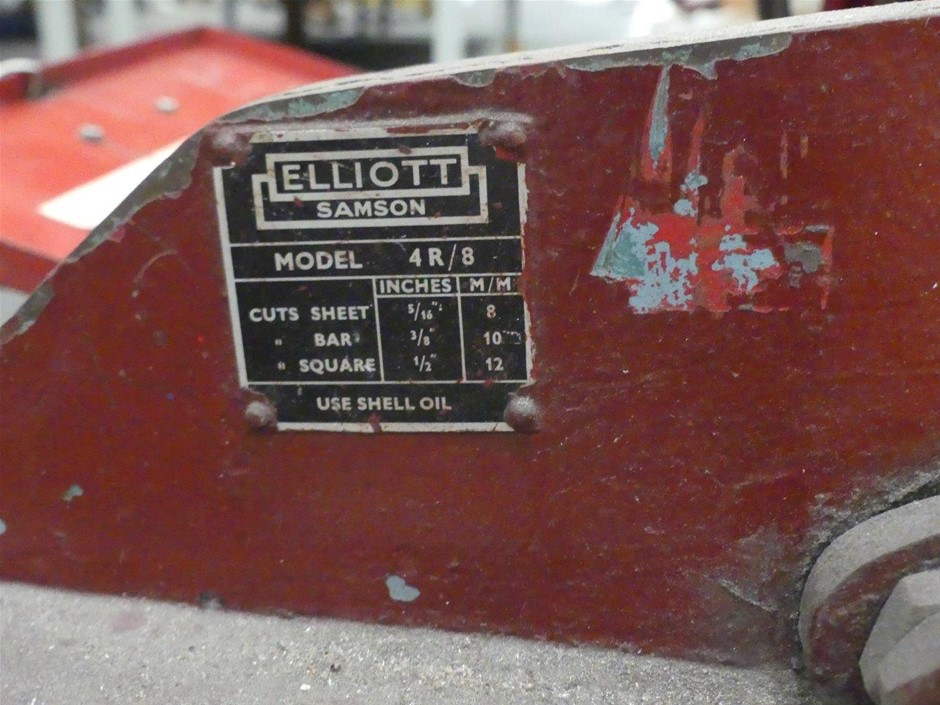 ELLIOTT
SAMSON
MODEL 4R/8
INCHES M/M
CUTS SHEET 5/16" 8
" BAR 3/8" 10
" SQUARE 1/2" 12
USE SHELL OIL